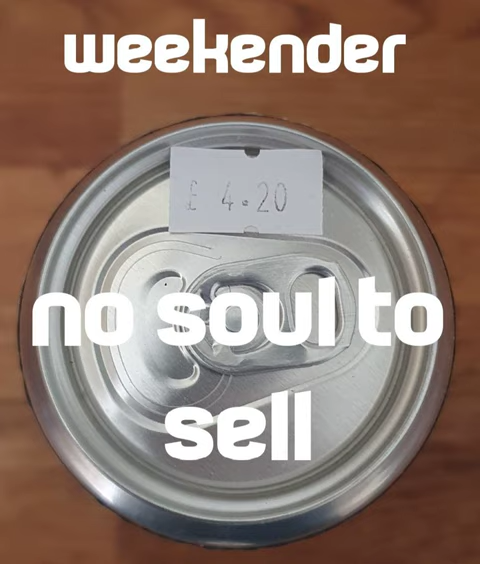 weekender
£ 4.20
no soul to
sell